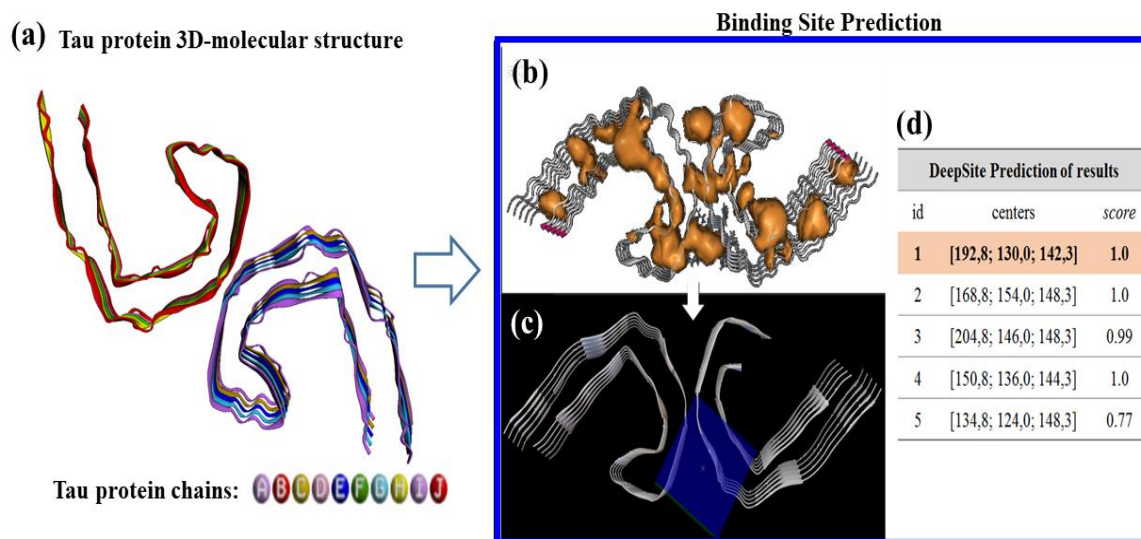 Binding Site Prediction
(a) Tau protein 3D-molecular structure
(b)
(c)
(d)
DeepSite Prediction of results
id centers score
1 [192,8; 130,0; 142,3] 1.0
2 [168,8; 154,0; 148,3] 1.0
3 [204,8; 146,0; 148,3] 0.99
4 [150,8; 136,0; 144,3] 1.0
5 [134,8; 124,0; 148,3] 0.77
Tau protein chains: A B C D E F G H I J